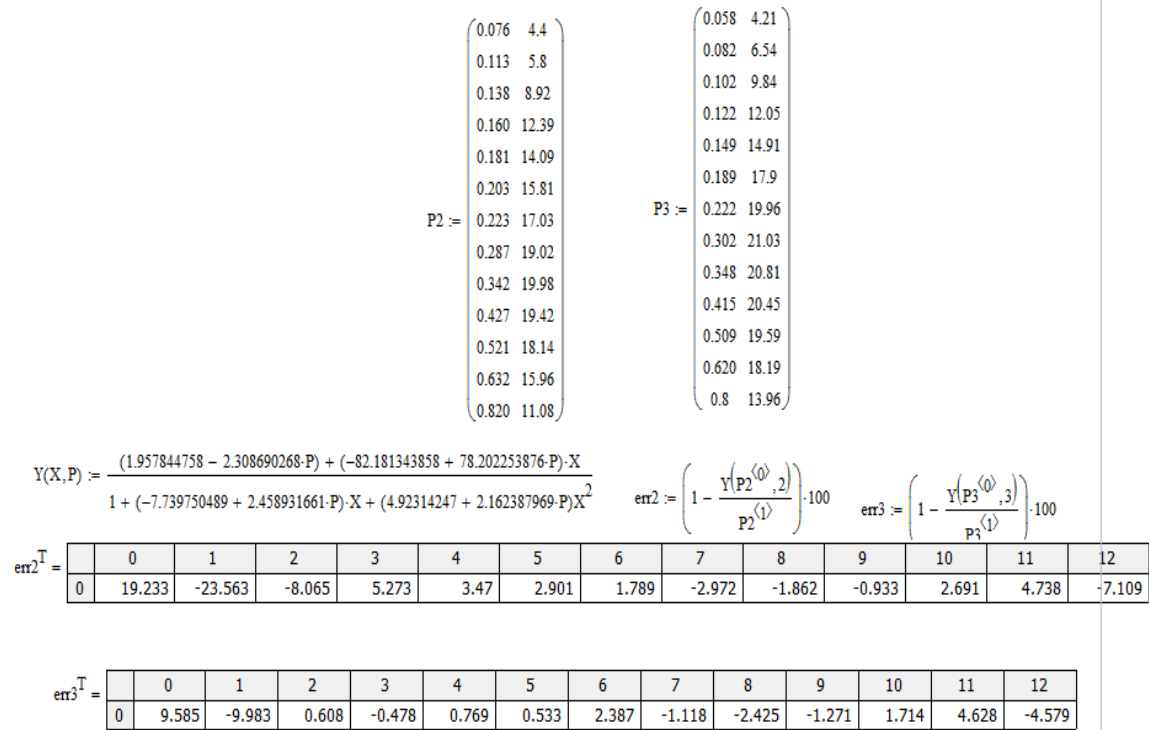 P2 :=
0.076 4.4
0.113 5.8
0.138 8.92
0.160 12.39
0.181 14.09
0.203 15.81
0.223 17.03
0.287 19.02
0.342 19.98
0.427 19.42
0.521 18.14
0.632 15.96
0.820 11.08
P3 :=
0.058 4.21
0.082 6.54
0.102 9.84
0.122 12.05
0.149 14.91
0.189 17.9
0.222 19.96
0.302 21.03
0.348 20.81
0.415 20.45
0.509 19.59
0.620 18.19
0.8 13.96
Y(X,P) := ((1.957844758 − 2.308690268·P) + (−82.181343858 + 78.202253876·P)·X) / (1 + (−7.739750489 + 2.458931661·P)·X + (4.92314247 + 2.162387969·P)X^2)
err2 := (1 − Y(P2^⟨0⟩,2) / P2^⟨1⟩)·100
err3 := (1 − Y(P3^⟨0⟩,3) / P3^⟨1⟩)·100
err2^T =
0 1 2 3 4 5 6 7 8 9 10 11 12
0 19.233 -23.563 -8.065 5.273 3.47 2.901 1.789 -2.972 -1.862 -0.933 2.691 4.738 -7.109
err3^T =
0 1 2 3 4 5 6 7 8 9 10 11 12
0 9.585 -9.983 0.608 -0.478 0.769 0.533 2.387 -1.118 -2.425 -1.271 1.714 4.628 -4.579